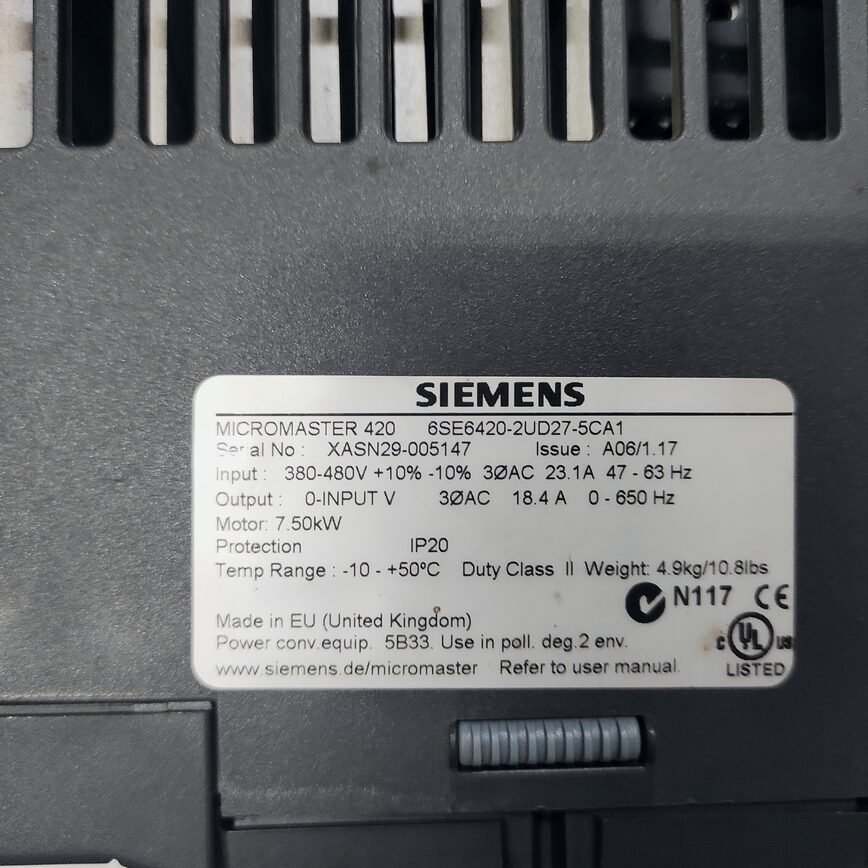 SIEMENS
MICROMASTER 420 6SE6420-2UD27-5CA1
Serial No : XASN29-005147 Issue : A06/1.17
Input : 380-480V +10% -10% 3ØAC 23.1A 47 - 63 Hz
Output : 0-INPUT V 3ØAC 18.4 A 0 - 650 Hz
Motor: 7.50kW
Protection IP20
Temp Range : -10 - +50°C Duty Class II Weight: 4.9kg/10.8lbs
N117 CE
Made in EU (United Kingdom)
Power conv.equip. 5B33. Use in poll. deg.2 env. c UL us
www.siemens.de/micromaster Refer to user manual. LISTED